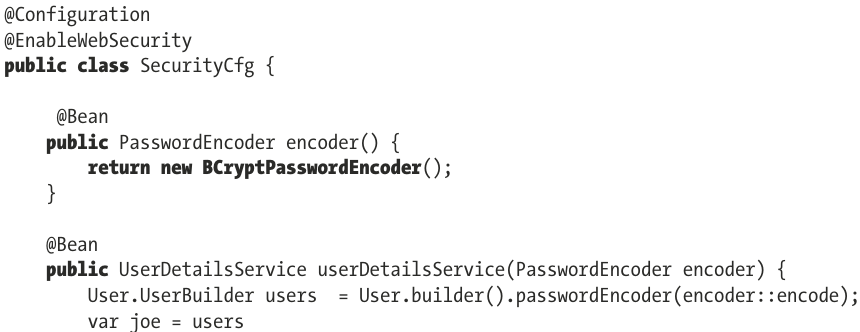 @Configuration
@EnableWebSecurity
public class SecurityCfg {
@Bean
public PasswordEncoder encoder() {
return new BCryptPasswordEncoder();
}
@Bean
public UserDetailsService userDetailsService(PasswordEncoder encoder) {
User.UserBuilder users = User.builder().passwordEncoder(encoder::encode);
var joe = users